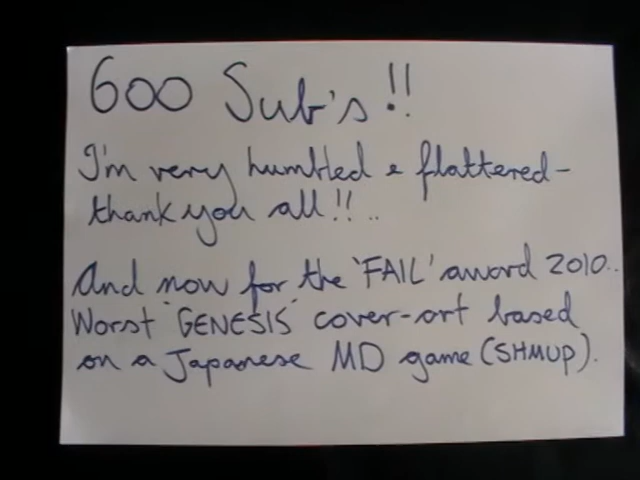 600 Sub's!!
I'm very humbled & flattered-
thank you all!!..
And now for the 'FAIL' award 2010..
Worst 'GENESIS' cover-art based
on a Japanese MD game (SHMUP).